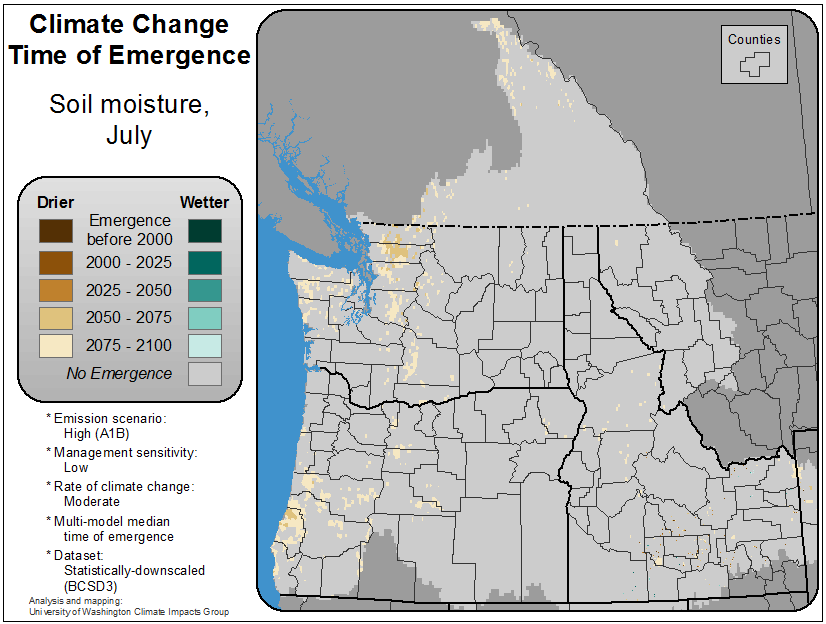 Climate Change
Time of Emergence
Soil moisture,
July
Counties
Drier Wetter
Emergence
before 2000
2000 - 2025
2025 - 2050
2050 - 2075
2075 - 2100
No Emergence
* Emission scenario:
High (A1B)
* Management sensitivity:
Low
* Rate of climate change:
Moderate
* Multi-model median
time of emergence
* Dataset:
Statistically-downscaled
(BCSD3)
Analysis and mapping:
University of Washington Climate Impacts Group